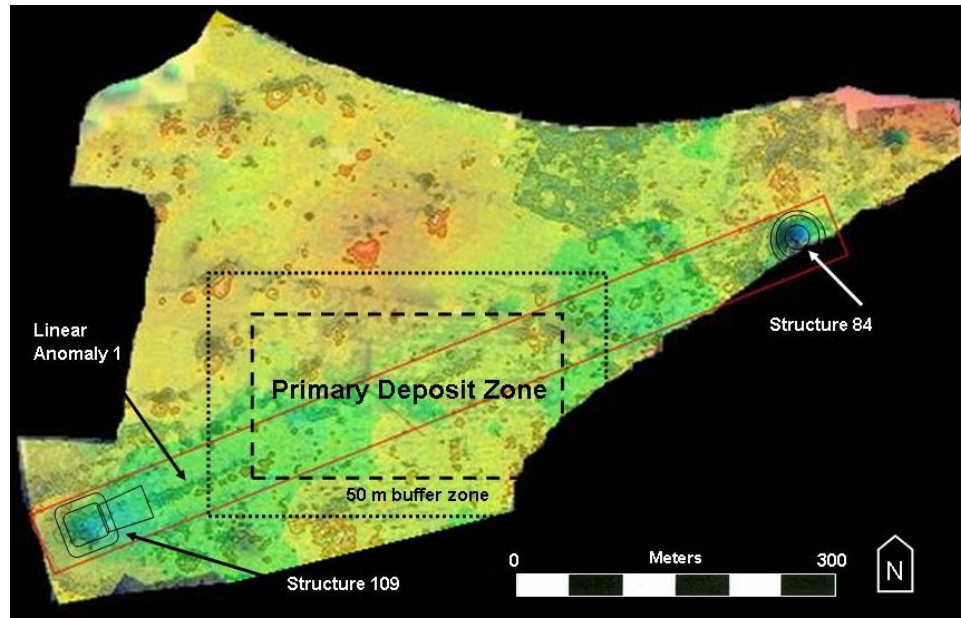 Structure 84
Linear
Anomaly 1
Primary Deposit Zone
50 m buffer zone
0 Meters 300
N
Structure 109